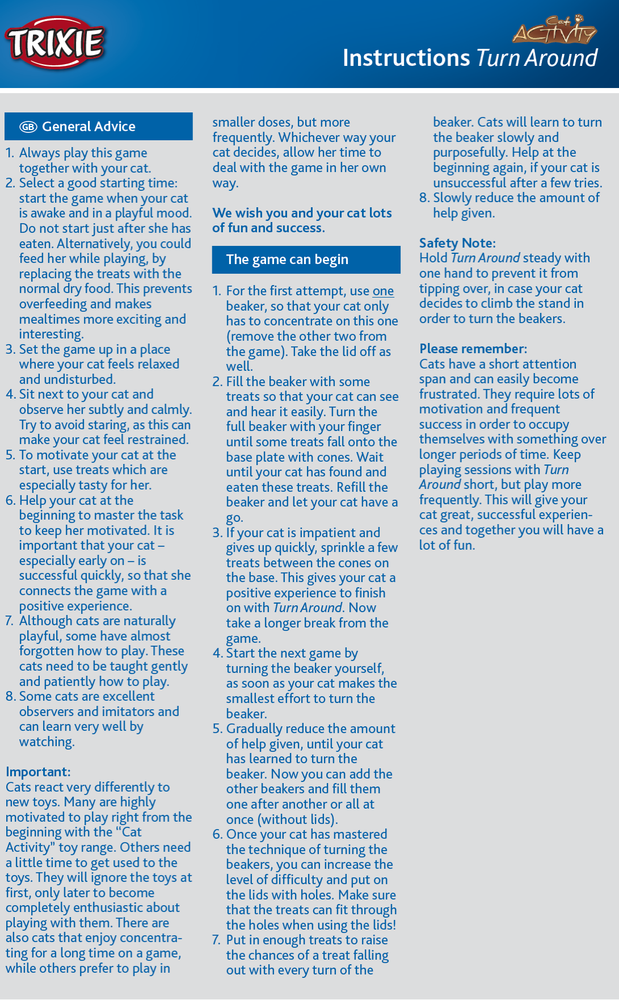 TRIXIE
Cat
ACTIVITY
Instructions Turn Around
GB General Advice
1. Always play this game
together with your cat.
2. Select a good starting time:
start the game when your cat
is awake and in a playful mood.
Do not start just after she has
eaten. Alternatively, you could
feed her while playing, by
replacing the treats with the
normal dry food. This prevents
overfeeding and makes
mealtimes more exciting and
interesting.
3. Set the game up in a place
where your cat feels relaxed
and undisturbed.
4. Sit next to your cat and
observe her subtly and calmly.
Try to avoid staring, as this can
make your cat feel restrained.
5. To motivate your cat at the
start, use treats which are
especially tasty for her.
6. Help your cat at the
beginning to master the task
to keep her motivated. It is
important that your cat –
especially early on – is
successful quickly, so that she
connects the game with a
positive experience.
7. Although cats are naturally
playful, some have almost
forgotten how to play. These
cats need to be taught gently
and patiently how to play.
8. Some cats are excellent
observers and imitators and
can learn very well by
watching.
Important:
Cats react very differently to
new toys. Many are highly
motivated to play right from the
beginning with the “Cat
Activity” toy range. Others need
a little time to get used to the
toys. They will ignore the toys at
first, only later to become
completely enthusiastic about
playing with them. There are
also cats that enjoy concentra-
ting for a long time on a game,
while others prefer to play in
smaller doses, but more
frequently. Whichever way your
cat decides, allow her time to
deal with the game in her own
way.
We wish you and your cat lots
of fun and success.
The game can begin
1. For the first attempt, use one
beaker, so that your cat only
has to concentrate on this one
(remove the other two from
the game). Take the lid off as
well.
2. Fill the beaker with some
treats so that your cat can see
and hear it easily. Turn the
full beaker with your finger
until some treats fall onto the
base plate with cones. Wait
until your cat has found and
eaten these treats. Refill the
beaker and let your cat have a
go.
3. If your cat is impatient and
gives up quickly, sprinkle a few
treats between the cones on
the base. This gives your cat a
positive experience to finish
on with Turn Around. Now
take a longer break from the
game.
4. Start the next game by
turning the beaker yourself,
as soon as your cat makes the
smallest effort to turn the
beaker.
5. Gradually reduce the amount
of help given, until your cat
has learned to turn the
beaker. Now you can add the
other beakers and fill them
one after another or all at
once (without lids).
6. Once your cat has mastered
the technique of turning the
beakers, you can increase the
level of difficulty and put on
the lids with holes. Make sure
that the treats can fit through
the holes when using the lids!
7. Put in enough treats to raise
the chances of a treat falling
out with every turn of the
beaker. Cats will learn to turn
the beaker slowly and
purposefully. Help at the
beginning again, if your cat is
unsuccessful after a few tries.
8. Slowly reduce the amount of
help given.
Safety Note:
Hold Turn Around steady with
one hand to prevent it from
tipping over, in case your cat
decides to climb the stand in
order to turn the beakers.
Please remember:
Cats have a short attention
span and can easily become
frustrated. They require lots of
motivation and frequent
success in order to occupy
themselves with something over
longer periods of time. Keep
playing sessions with Turn
Around short, but play more
frequently. This will give your
cat great, successful experien-
ces and together you will have a
lot of fun.